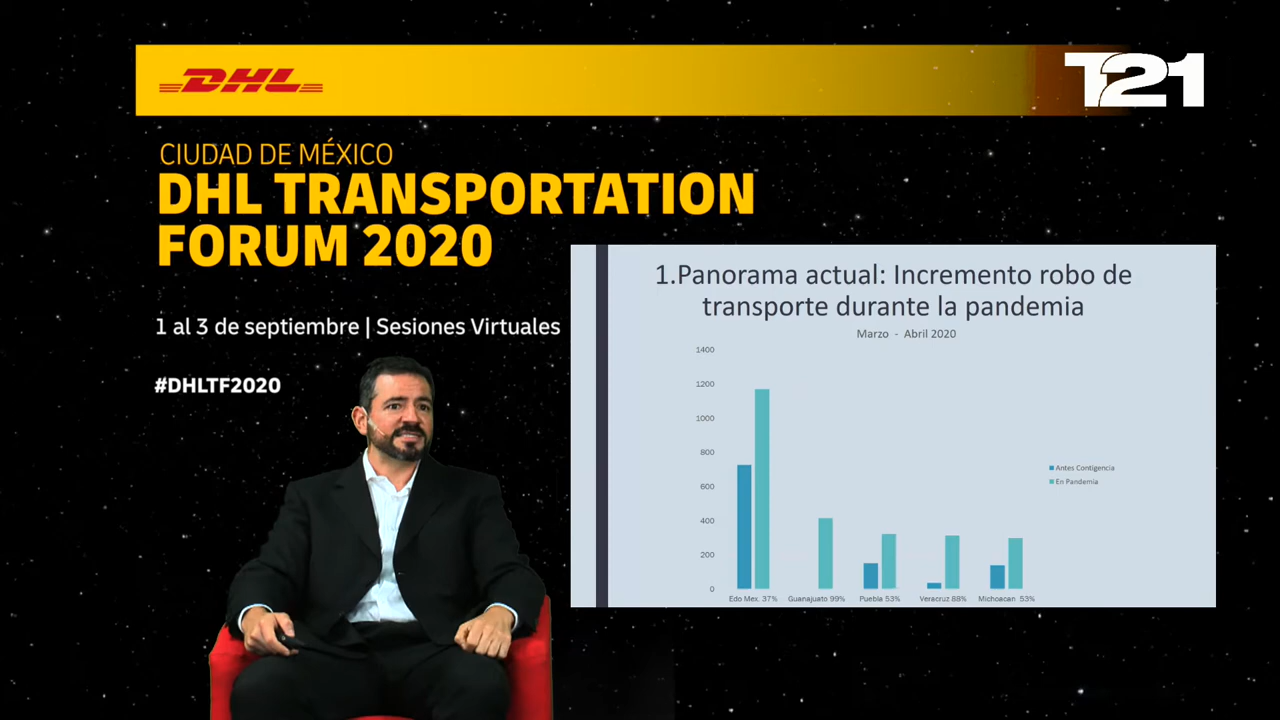 DHL
T21
CIUDAD DE MÉXICO
DHL TRANSPORTATION
FORUM 2020
1 al 3 de septiembre | Sesiones Virtuales
#DHLTF2020
1.Panorama actual: Incremento robo de
transporte durante la pandemia
Marzo - Abril 2020
1400
1200
1000
800
600
400
200
0
Antes Contigencia
En Pandemia
Edo Mex. 37%
Guanajuato 99%
Puebla 53%
Veracruz 88%
Michoacan 53%